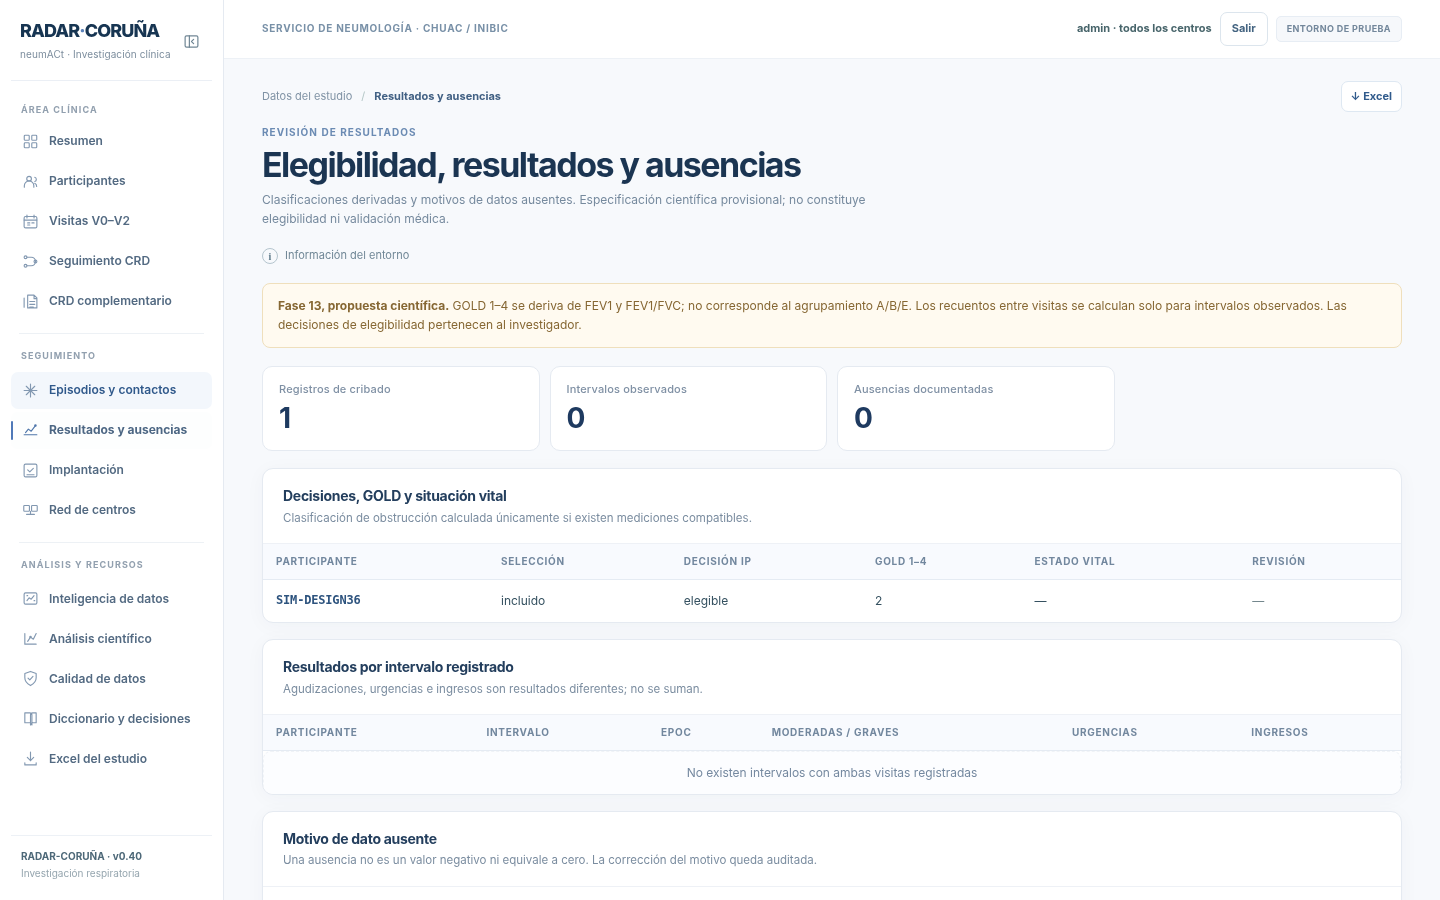 RADAR·CORUÑA
neumACt · Investigación clínica
SERVICIO DE NEUMOLOGÍA · CHUAC / INIBIC
admin · todos los centros
Salir
ENTORNO DE PRUEBA
ÁREA CLÍNICA
Resumen
Participantes
Visitas V0–V2
Seguimiento CRD
CRD complementario
SEGUIMIENTO
Episodios y contactos
Resultados y ausencias
Implantación
Red de centros
ANÁLISIS Y RECURSOS
Inteligencia de datos
Análisis científico
Calidad de datos
Diccionario y decisiones
Excel del estudio
RADAR-CORUÑA · v0.40
Investigación respiratoria
Datos del estudio / Resultados y ausencias
↓ Excel
REVISIÓN DE RESULTADOS
Elegibilidad, resultados y ausencias
Clasificaciones derivadas y motivos de datos ausentes. Especificación científica provisional; no constituye
elegibilidad ni validación médica.
i Información del entorno
Fase 13, propuesta científica. GOLD 1–4 se deriva de FEV1 y FEV1/FVC; no corresponde al agrupamiento A/B/E. Los recuentos entre visitas se calculan solo para intervalos observados. Las
decisiones de elegibilidad pertenecen al investigador.
Registros de cribado
1
Intervalos observados
0
Ausencias documentadas
0
Decisiones, GOLD y situación vital
Clasificación de obstrucción calculada únicamente si existen mediciones compatibles.
PARTICIPANTE SELECCIÓN DECISIÓN IP GOLD 1–4 ESTADO VITAL REVISIÓN
SIM-DESIGN36 incluido elegible 2 — —
Resultados por intervalo registrado
Agudizaciones, urgencias e ingresos son resultados diferentes; no se suman.
PARTICIPANTE INTERVALO EPOC MODERADAS / GRAVES URGENCIAS INGRESOS
No existen intervalos con ambas visitas registradas
Motivo de dato ausente
Una ausencia no es un valor negativo ni equivale a cero. La corrección del motivo queda auditada.